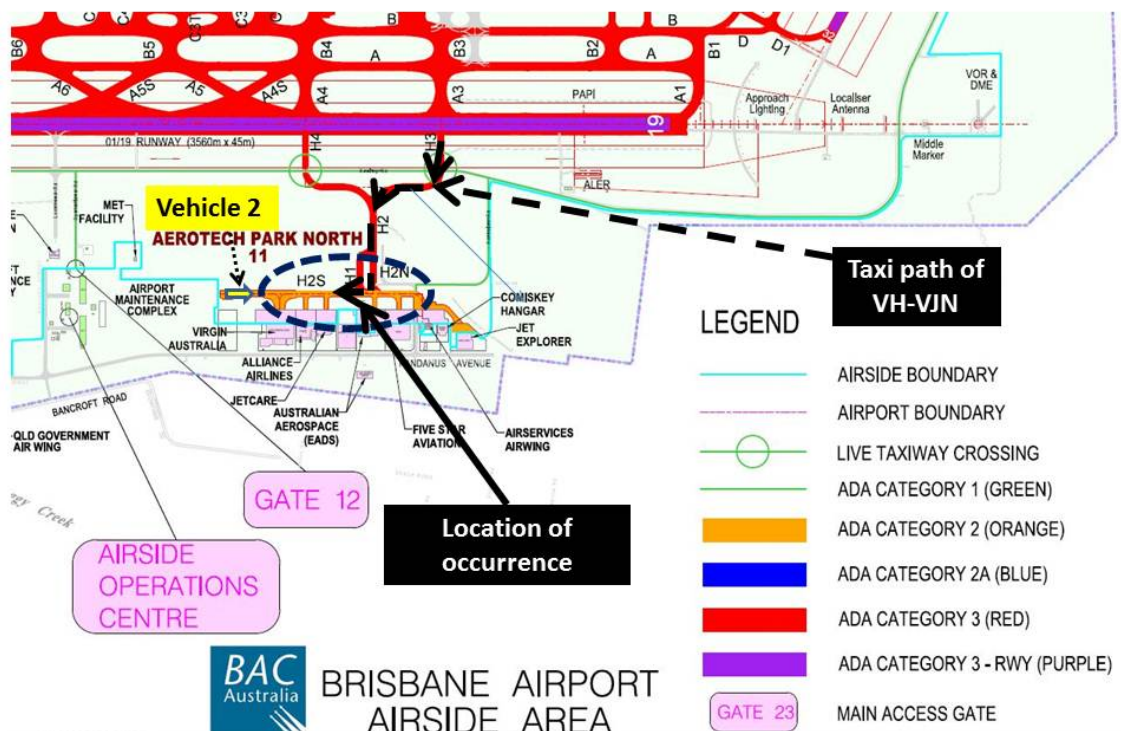 B
B
B6
B5
C3T
B4
A
B3
B2
A
B1
D
D1
32
A6
A5S
A5
A4S
A4
A3
A1
PAPI
Approach
Lighting
Localiser
Antenna
VOR &
DME
19
01/19 RUNWAY (3560m x 45m)
H4
H3
Middle
Marker
ALER
Vehicle 2
MET
FACILITY
AEROTECH PARK NORTH
11
H2
H1
H2S
H2N
Taxi path of
VH-VJN
AIRPORT
MAINTENANCE
COMPLEX
COMISKEY
HANGAR
JET
EXPLORER
VIRGIN
AUSTRALIA
ALLIANCE
AIRLINES
AVENUE
JETCARE
BANCROFT ROAD
AUSTRALIAN
AEROSPACE
(EADS)
FIVE STAR
AVIATION
AIRSERVICES
AIRWING
QLD GOVERNMENT
AIR WING
GATE 12
Location of
occurrence
Creek
AIRSIDE
OPERATIONS
CENTRE
LEGEND
AIRSIDE BOUNDARY
AIRPORT BOUNDARY
LIVE TAXIWAY CROSSING
ADA CATEGORY 1 (GREEN)
ADA CATEGORY 2 (ORANGE)
ADA CATEGORY 2A (BLUE)
ADA CATEGORY 3 (RED)
ADA CATEGORY 3 - RWY (PURPLE)
GATE 23 MAIN ACCESS GATE
BAC
Australia
BRISBANE AIRPORT
AIRSIDE AREA